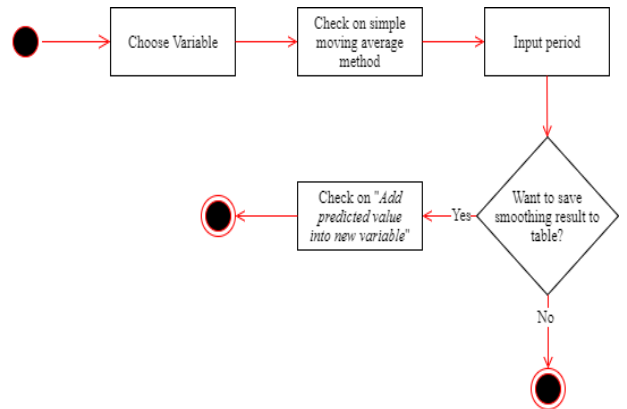 Choose Variable
Check on simple
moving average
method
Input period
Want to save
smoothing result to
table?
Yes
Check on "Add
predicted value
into new variable"
No